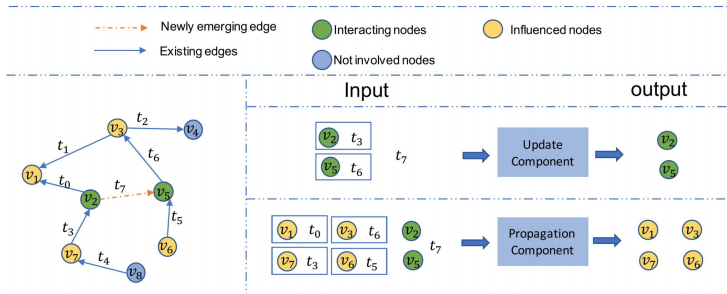 Newly emerging edge
Interacting nodes
Influenced nodes
Existing edges
Not involved nodes
Input
output
t₂
v₃
v₄
t₁
t₆
v₁
t₀
t₇
v₂
v₅
t₃
t₅
v₇
v₆
t₄
v₈
v₂ t₃
v₅ t₆
t₇
Update
Component
v₂
v₅
v₁ t₀
v₃ t₆
v₂
v₇ t₃
v₆ t₅
v₅
t₇
Propagation
Component
v₁
v₃
v₇
v₆